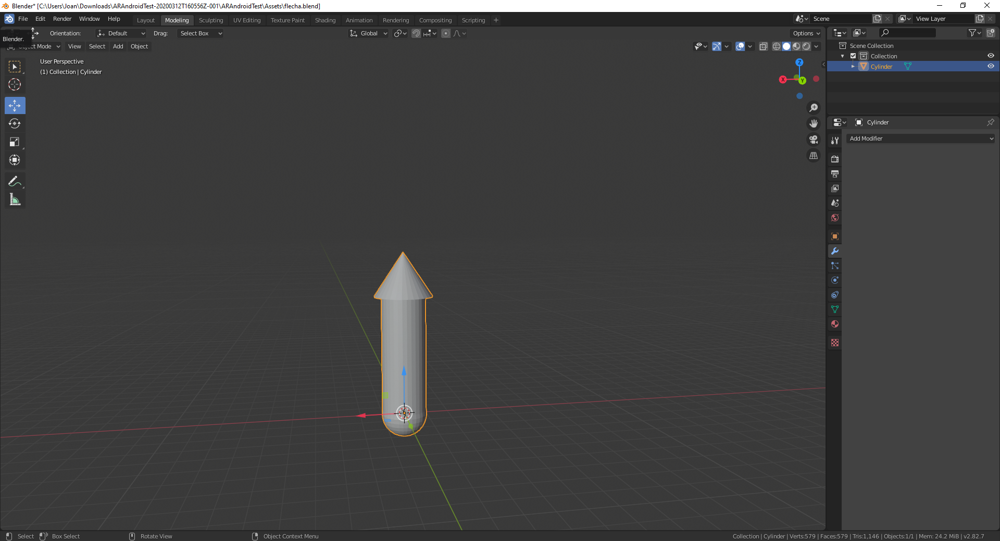 Blender* [C:\Users\Joan\Downloads\ARAndroidTest-20200312T160556Z-001\ARAndroidTest\Assets\flecha.blend]
File Edit Render Window Help Layout Modeling Sculpting UV Editing Texture Paint Shading Animation Rendering Compositing Scripting + Scene View Layer
Orientation: Default Drag: Select Box Global Options
Blender.
Object Mode View Select Add Object
User Perspective
(1) Collection | Cylinder
Z
X
Y
Scene Collection
Collection
Cylinder
Cylinder
Add Modifier
Select Box Select Rotate View Object Context Menu Collection | Cylinder | Verts:579 | Faces:579 | Tris:1,146 | Objects:1/1 | Mem: 24.2 MiB | v2.82.7